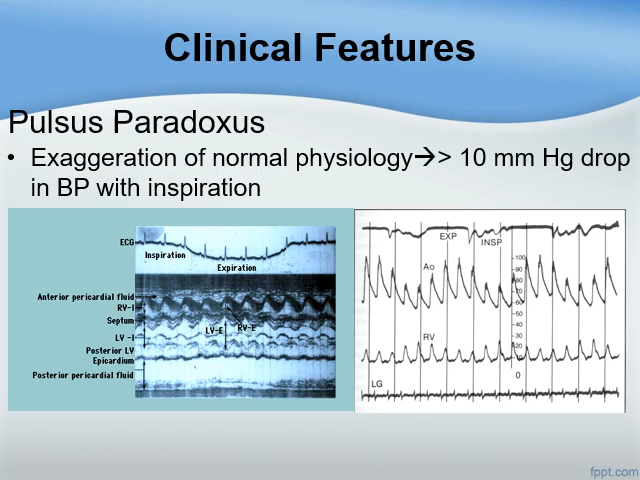 Clinical Features
Pulsus Paradoxus
• Exaggeration of normal physiology→> 10 mm Hg drop
in BP with inspiration
ECG
Inspiration
Expiration
Anterior pericardial fluid
RV-I
Septum
LV-E
RV-E
LV -I
Posterior LV
Epicardium
Posterior pericardial fluid
EXP
INSP
Ao
100
90
80
70
60
50
40
30
20
10
0
RV
LG
fppt.com